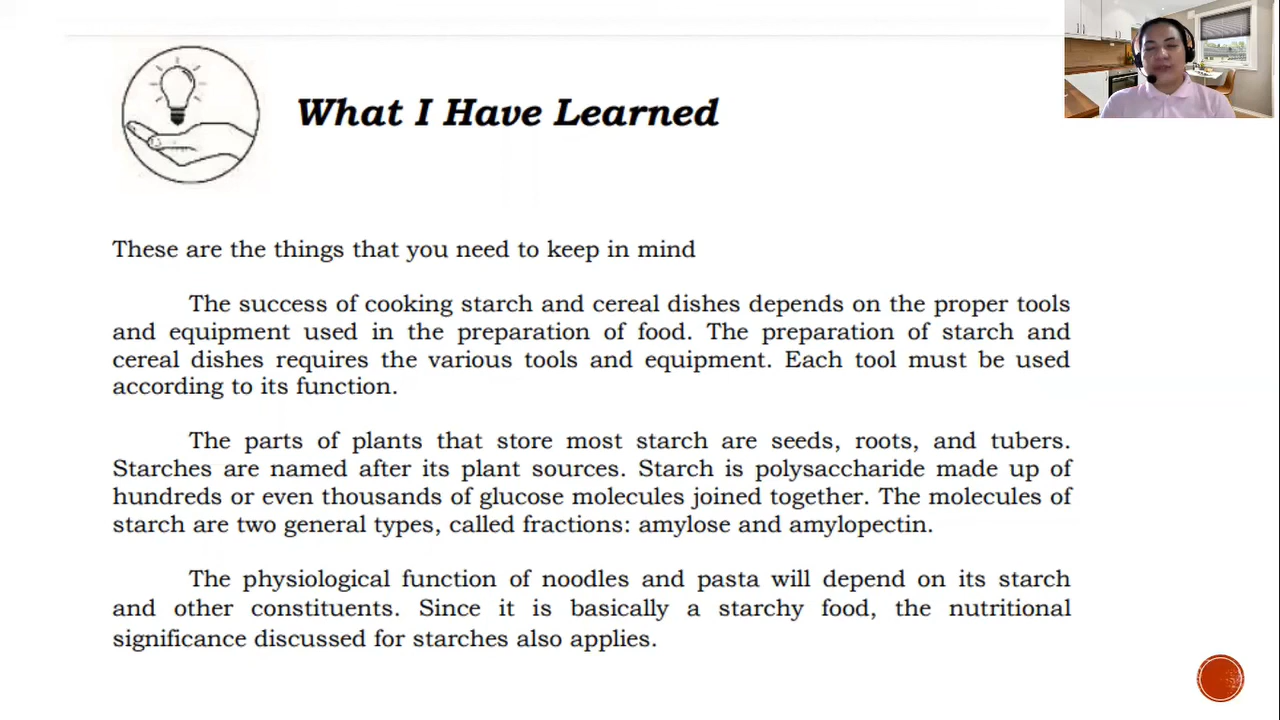 What I Have Learned
These are the things that you need to keep in mind
The success of cooking starch and cereal dishes depends on the proper tools
and equipment used in the preparation of food. The preparation of starch and
cereal dishes requires the various tools and equipment. Each tool must be used
according to its function.
The parts of plants that store most starch are seeds, roots, and tubers.
Starches are named after its plant sources. Starch is polysaccharide made up of
hundreds or even thousands of glucose molecules joined together. The molecules of
starch are two general types, called fractions: amylose and amylopectin.
The physiological function of noodles and pasta will depend on its starch
and other constituents. Since it is basically a starchy food, the nutritional
significance discussed for starches also applies.